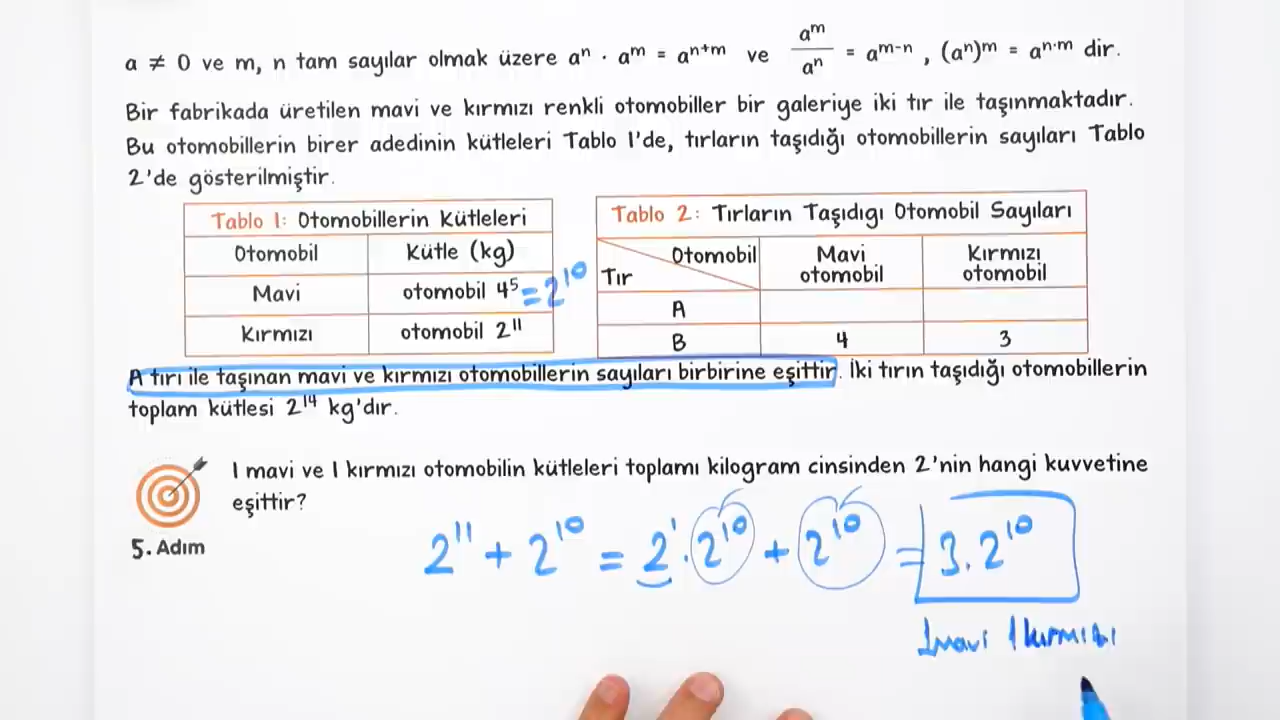 a ≠ 0 ve m, n tam sayılar olmak üzere aⁿ · aᵐ = aⁿ⁺ᵐ ve aᵐ/aⁿ = aᵐ⁻ⁿ , (aⁿ)ᵐ = aⁿ·ᵐ dir.
Bir fabrikada üretilen mavi ve kırmızı renkli otomobiller bir galeriye iki tır ile taşınmaktadır.
Bu otomobillerin birer adedinin kütleleri Tablo 1'de, tırların taşıdığı otomobillerin sayıları Tablo
2'de gösterilmiştir.
Tablo 1: Otomobillerin Kütleleri
Otomobil Kütle (kg)
Mavi otomobil 4⁵ = 2¹⁰
Kırmızı otomobil 2¹¹
Tablo 2: Tırların Taşıdıgı Otomobil Sayıları
Otomobil Tır Mavi otomobil Kırmızı otomobil
A
B 4 3
A tırı ile taşınan mavi ve kırmızı otomobillerin sayıları birbirine eşittir. İki tırın taşıdığı otomobillerin
toplam kütlesi 2¹⁴ kg'dır.
1 mavi ve 1 kırmızı otomobilin kütleleri toplamı kilogram cinsinden 2'nin hangi kuvvetine
eşittir?
5. Adım
2¹¹ + 2¹⁰ = 2¹ · 2¹⁰ + 2¹⁰ = 3 · 2¹⁰
1 mavi 1 kırmızı